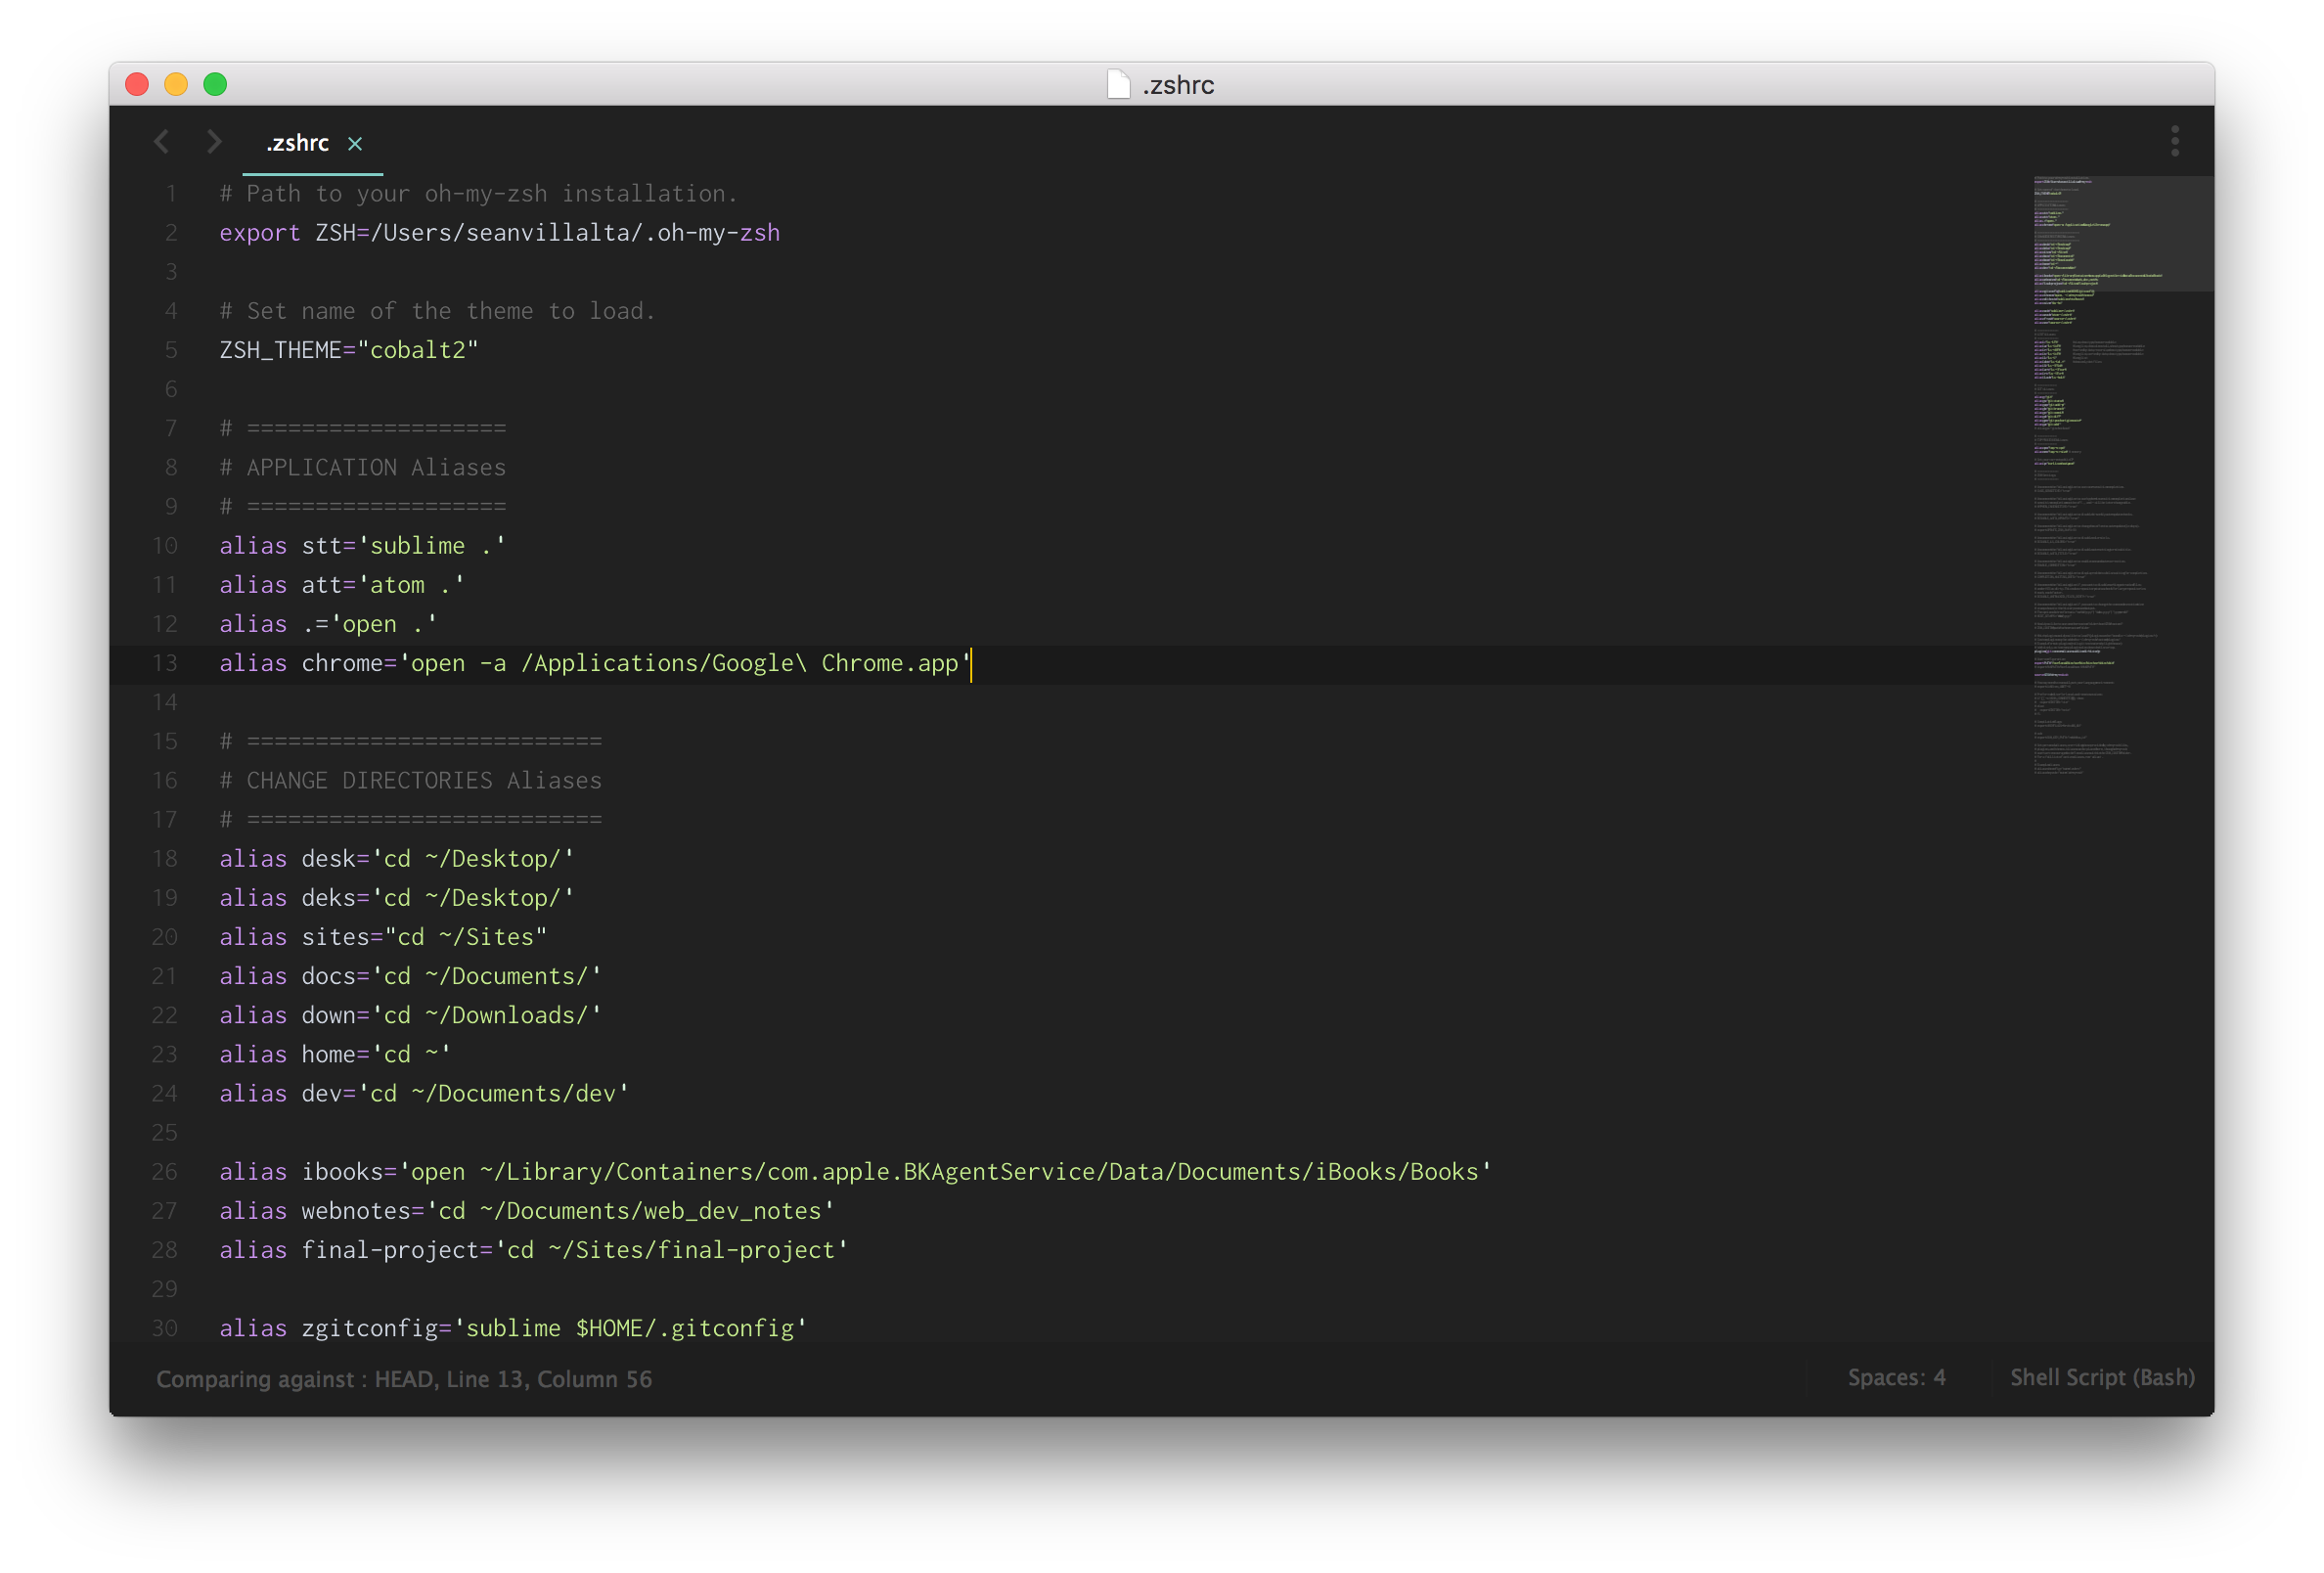 .zshrc
.zshrc ×
1 # Path to your oh-my-zsh installation.
2 export ZSH=/Users/seanvillalta/.oh-my-zsh
3
4 # Set name of the theme to load.
5 ZSH_THEME="cobalt2"
6
7 # ===================
8 # APPLICATION Aliases
9 # ===================
10 alias stt='sublime .'
11 alias att='atom .'
12 alias .='open .'
13 alias chrome='open -a /Applications/Google\ Chrome.app'
14
15 # ==========================
16 # CHANGE DIRECTORIES Aliases
17 # ==========================
18 alias desk='cd ~/Desktop/'
19 alias deks='cd ~/Desktop/'
20 alias sites="cd ~/Sites"
21 alias docs='cd ~/Documents/'
22 alias down='cd ~/Downloads/'
23 alias home='cd ~'
24 alias dev='cd ~/Documents/dev'
25
26 alias ibooks='open ~/Library/Containers/com.apple.BKAgentService/Data/Documents/iBooks/Books'
27 alias webnotes='cd ~/Documents/web_dev_notes'
28 alias final-project='cd ~/Sites/final-project'
29
30 alias zgitconfig='sublime $HOME/.gitconfig'
Comparing against : HEAD, Line 13, Column 56
Spaces: 4
Shell Script (Bash)